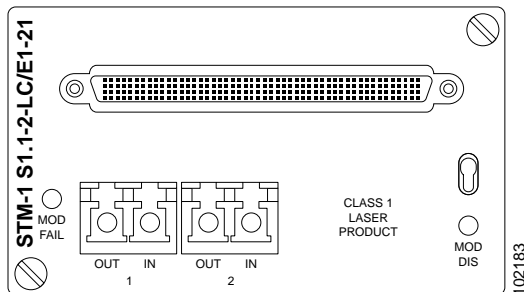 STM-1 S1.1-2-LC/E1-21
MOD
FAIL
OUT IN OUT IN
1 2
CLASS 1
LASER
PRODUCT
MOD
DIS
102183